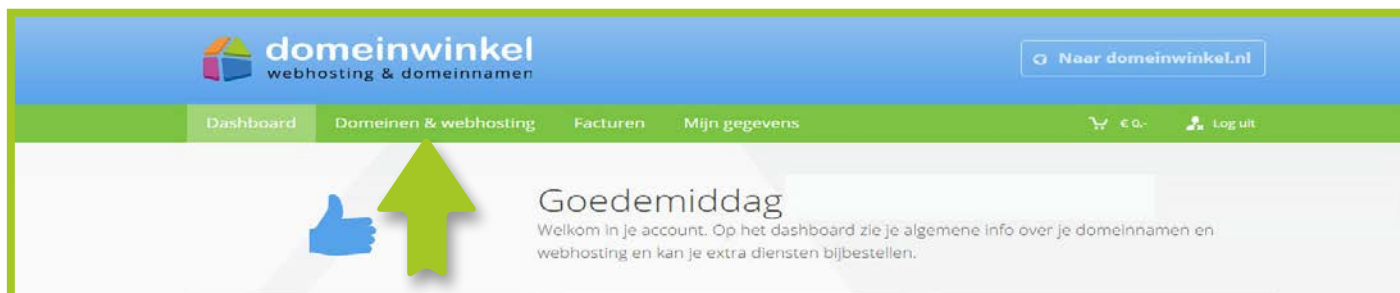 domeinwinkel
webhosting & domeinnamen
Naar domeinwinkel.nl
Dashboard Domeinen & webhosting Facturen Mijn gegevens € 0,- Log uit
Goedemiddag
Welkom in je account. Op het dashboard zie je algemene info over je domeinnamen en
webhosting en kan je extra diensten bijbestellen.